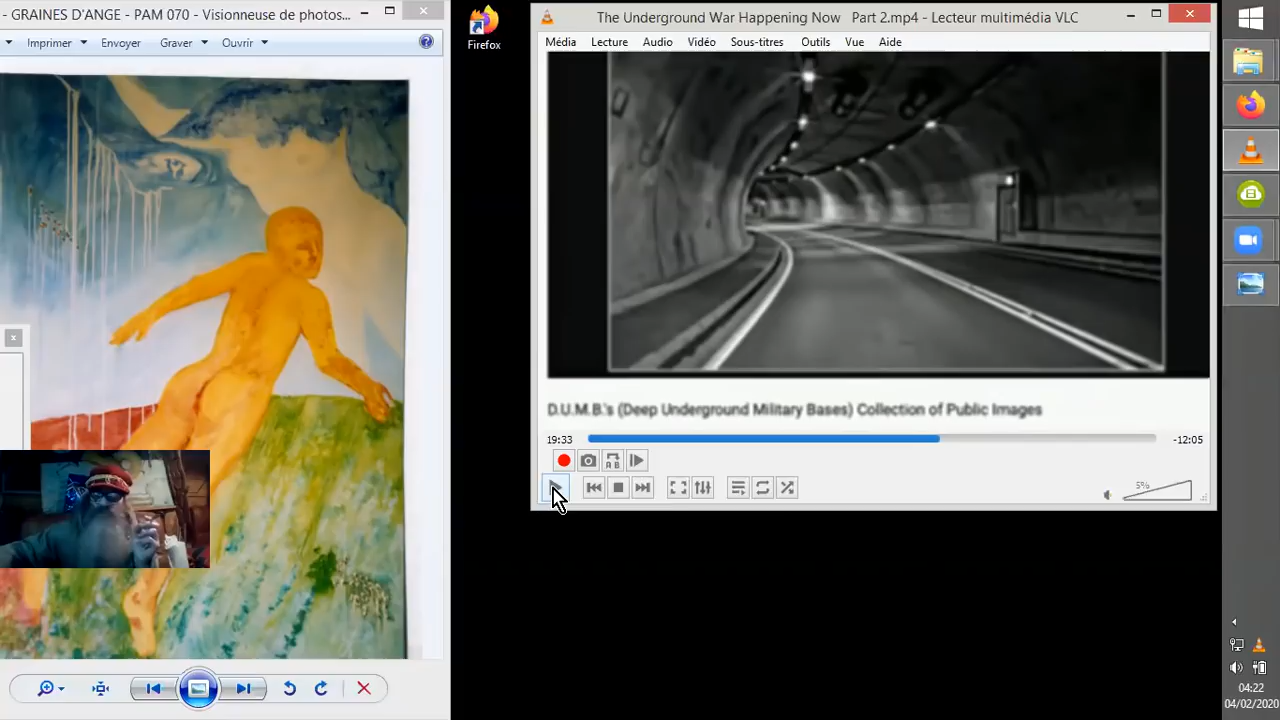 GRAINES D'ANGE - PAM 070 - Visionneuse de photos...
Imprimer Envoyer Graver Ouvrir
Firefox
The Underground War Happening Now Part 2.mp4 - Lecteur multimédia VLC
Média Lecture Audio Vidéo Sous-titres Outils Vue Aide
D.U.M.B.'s (Deep Underground Military Bases) Collection of Public Images
19:33 -12:05
5%
04:22
04/02/2020